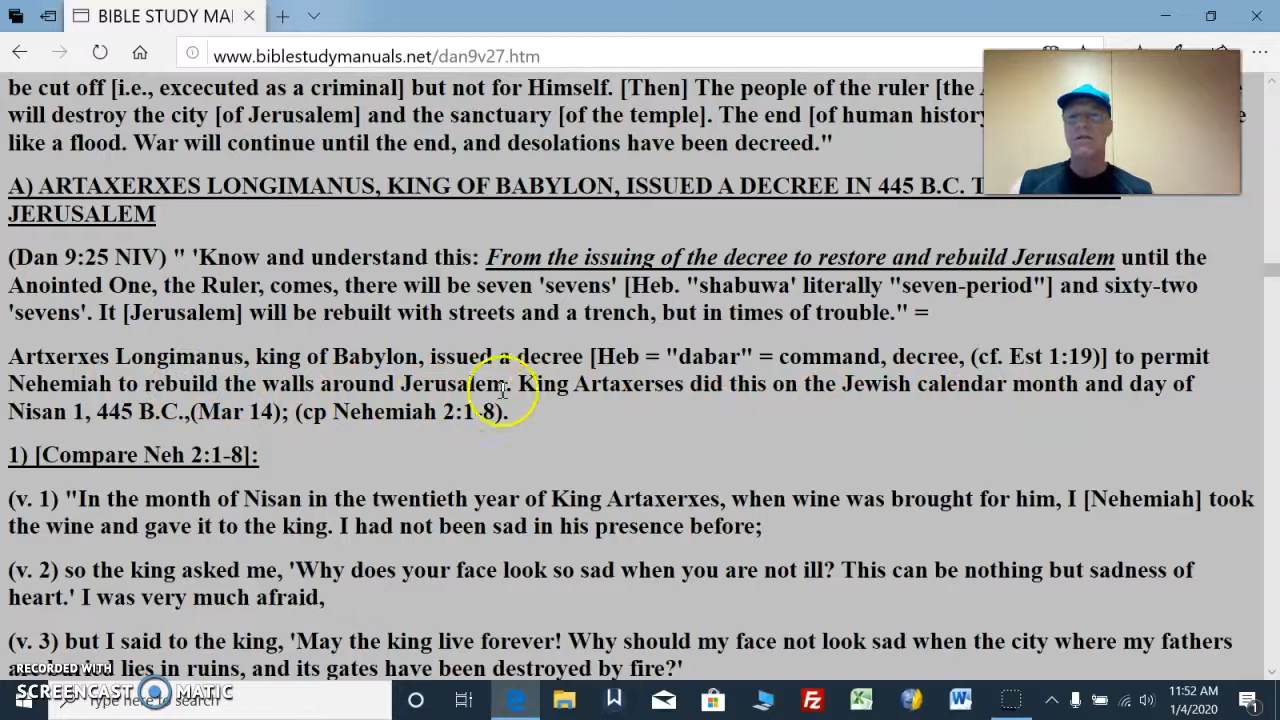 BIBLE STUDY MA
www.biblestudymanuals.net/dan9v27.htm
be cut off [i.e., excecuted as a criminal] but not for Himself. [Then] The people of the ruler [the
will destroy the city [of Jerusalem] and the sanctuary [of the temple]. The end [of human history
like a flood. War will continue until the end, and desolations have been decreed."
A) ARTAXERXES LONGIMANUS, KING OF BABYLON, ISSUED A DECREE IN 445 B.C.
JERUSALEM
(Dan 9:25 NIV) " 'Know and understand this: From the issuing of the decree to restore and rebuild Jerusalem until the
Anointed One, the Ruler, comes, there will be seven 'sevens' [Heb. "shabuwa' literally "seven-period"] and sixty-two
'sevens'. It [Jerusalem] will be rebuilt with streets and a trench, but in times of trouble." =
Artxerxes Longimanus, king of Babylon, issued a decree [Heb = "dabar" = command, decree, (cf. Est 1:19)] to permit
Nehemiah to rebuild the walls around Jerusalem. King Artaxerses did this on the Jewish calendar month and day of
Nisan 1, 445 B.C.,(Mar 14); (cp Nehemiah 2:1-8).
1) [Compare Neh 2:1-8]:
(v. 1) "In the month of Nisan in the twentieth year of King Artaxerxes, when wine was brought for him, I [Nehemiah] took
the wine and gave it to the king. I had not been sad in his presence before;
(v. 2) so the king asked me, 'Why does your face look so sad when you are not ill? This can be nothing but sadness of
heart.' I was very much afraid,
(v. 3) but I said to the king, 'May the king live forever! Why should my face not look sad when the city where my fathers
lies in ruins, and its gates have been destroyed by fire?'
RECORDED WITH
SCREENCAST MATIC
Type here to search
11:52 AM
1/4/2020